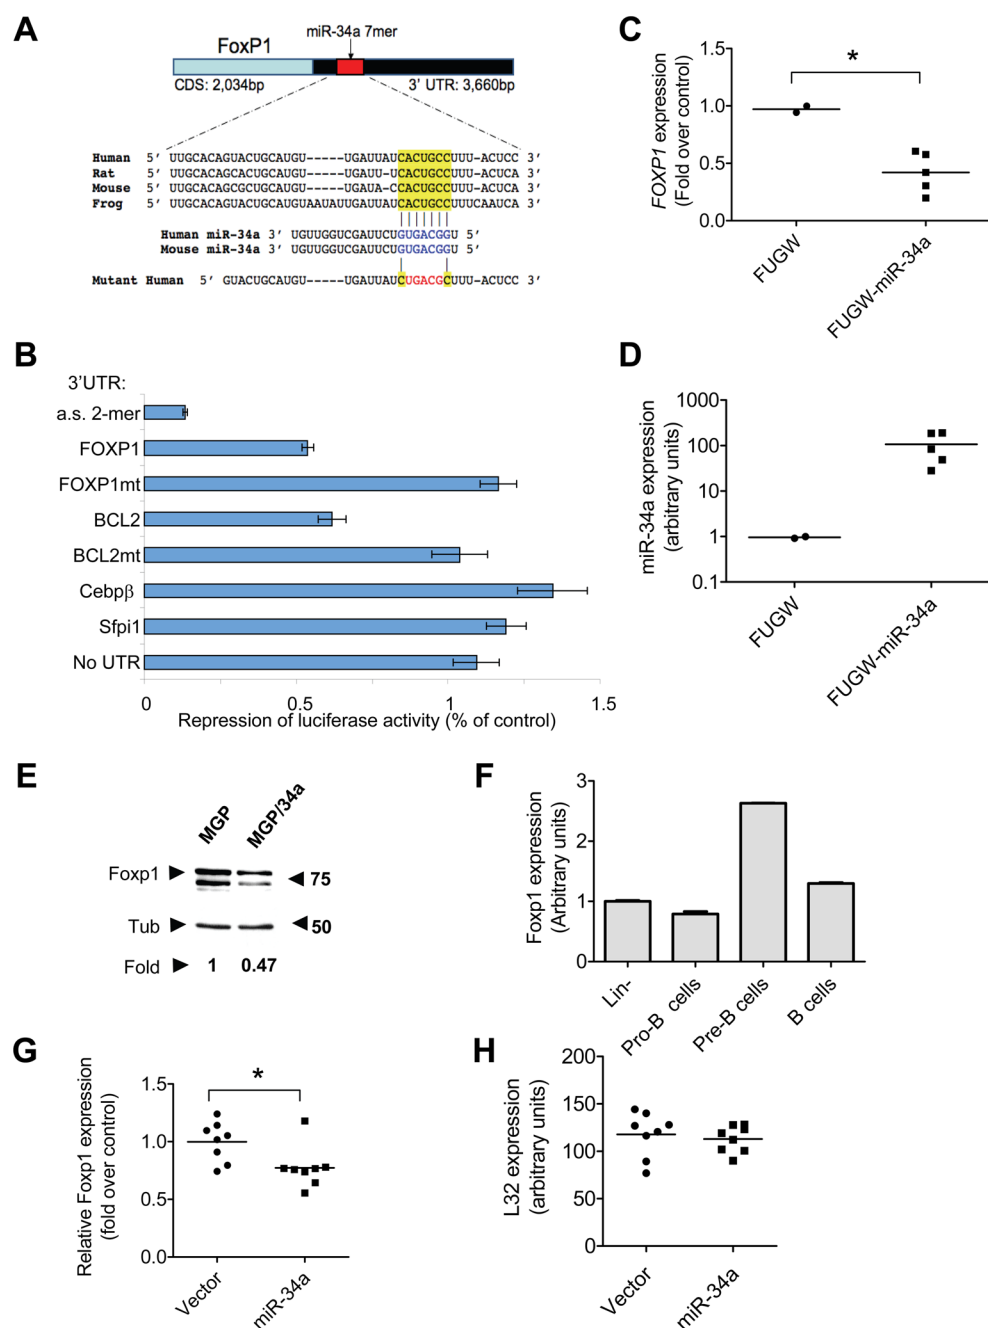 A
miR-34a 7mer
FoxP1
CDS: 2,034bp
3' UTR: 3,660bp
Human 5' UUGCACAGUACUGCAUGU-----UGAUUAUCACUGCCUUU-ACUCC 3'
Rat 5' UUGCACAGUACUGCAUGU-----UGAUU-UCACUGCCUUU-ACUCA 3'
Mouse 5' UUGCACAGCGCUGCAUGU-----UGAUA-CCACUGCCUUU-ACUCA 3'
Frog 5' UUGCACAGUACUGCAUGUAAUAUUGAUUAUCACUGCCUUUCAAUCA 3'
Human miR-34a 3' UGUUGGUCGAUUCUGUGACGGU 5'
Mouse miR-34a 3' UGUUGGUCGAUUCUGUGACGGU 5'
Mutant Human 5' GUACUGCAUGU-----UGAUUAUCUGACGCUUU-ACUCC 3'
B
3'UTR:
a.s. 2-mer
FOXP1
FOXP1mt
BCL2
BCL2mt
Cebpβ
Sfpi1
No UTR
0 0.5 1 1.5
Repression of luciferase activity (% of control)
C
FOXP1 expression
(Fold over control)
1.5
1.0
0.5
0.0
*
FUGW
FUGW-miR-34a
D
miR-34a expression
(arbitrary units)
1000
100
10
1
0.1
FUGW
FUGW-miR-34a
E
MGP
MGP/34a
Foxp1
75
Tub
50
Fold 1 0.47
F
Foxp1 expression
(Arbitrary units)
3
2
1
0
Lin-
Pro-B cells
Pre-B cells
B cells
G
Relative Foxp1 expression
(fold over control)
1.5
1.0
0.5
0.0
*
Vector
miR-34a
H
L32 expression
(arbitrary units)
200
150
100
50
0
Vector
miR-34a